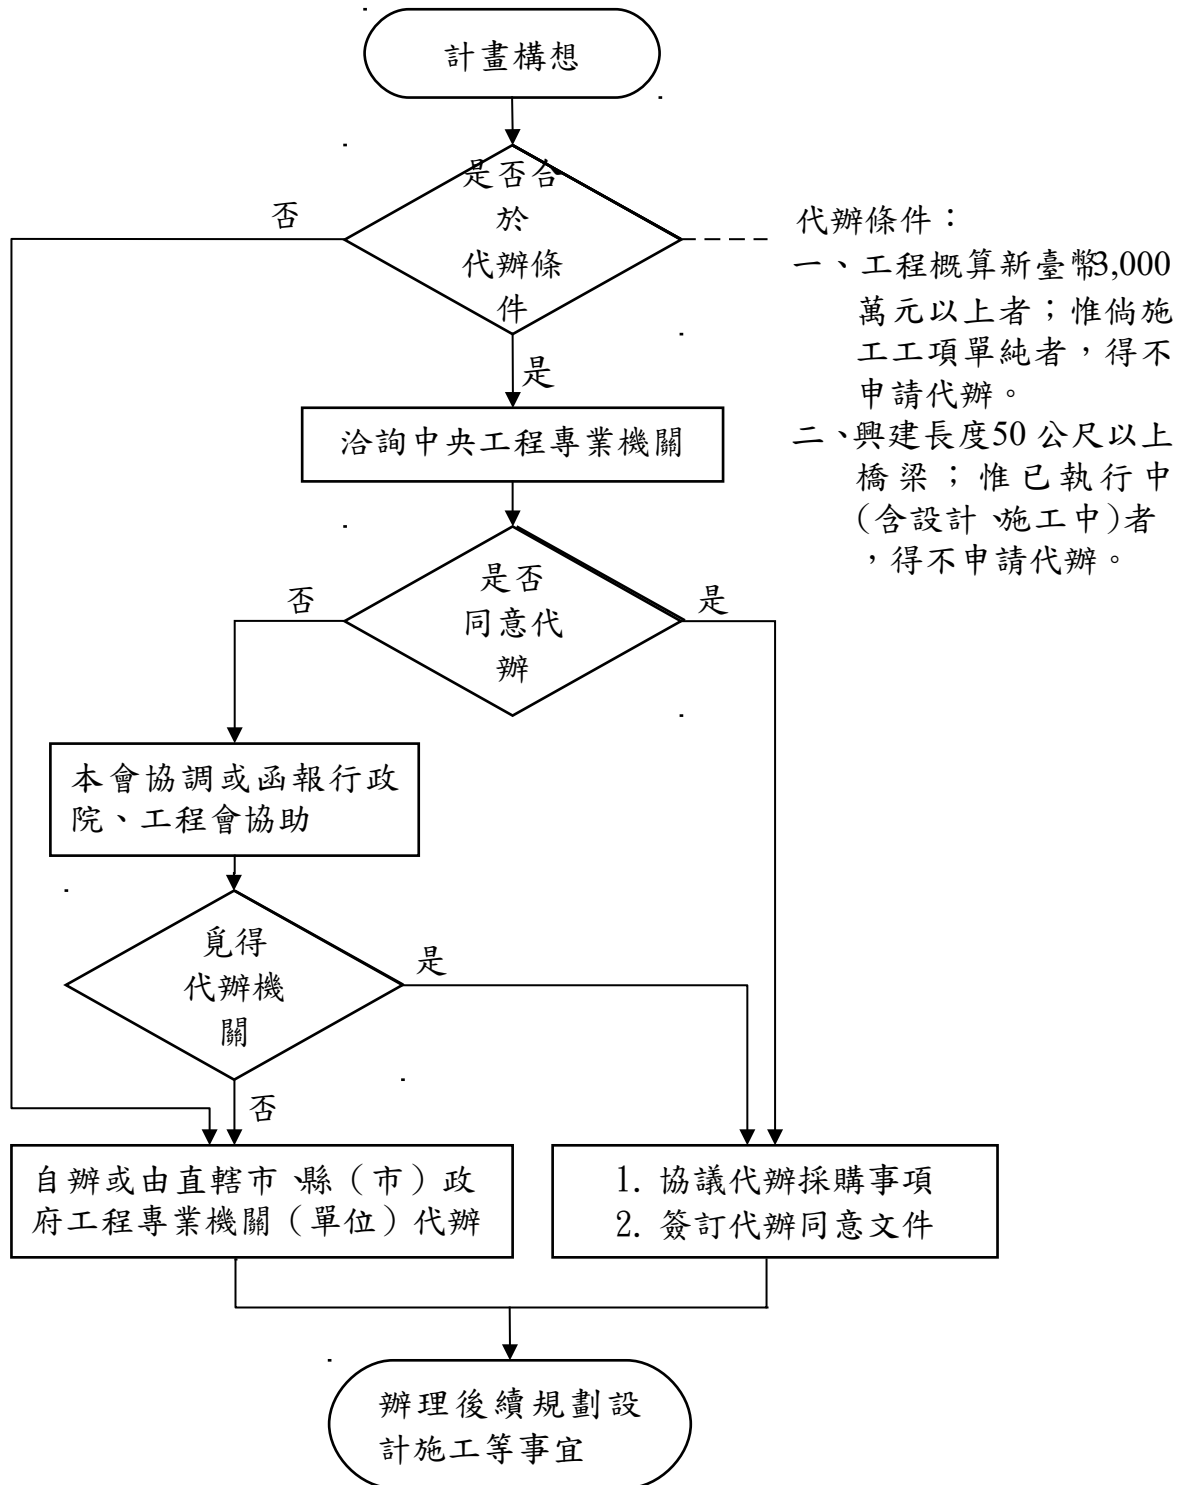 計畫構想
是否合
於
代辦條
件
否
代辦條件：
一、工程概算新臺幣3,000
萬元以上者；惟倘施
工工項單純者，得不
申請代辦。
二、興建長度50 公尺以上
橋梁；惟已執行中
(含設計、施工中)者
，得不申請代辦。
是
洽詢中央工程專業機關
是否
同意代
辦
否
是
本會協調或函報行政
院、工程會協助
覓得
代辦機
關
是
否
自辦或由直轄市、縣（市）政
府工程專業機關（單位）代辦
1. 協議代辦採購事項
2. 簽訂代辦同意文件
辦理後續規劃設
計施工等事宜